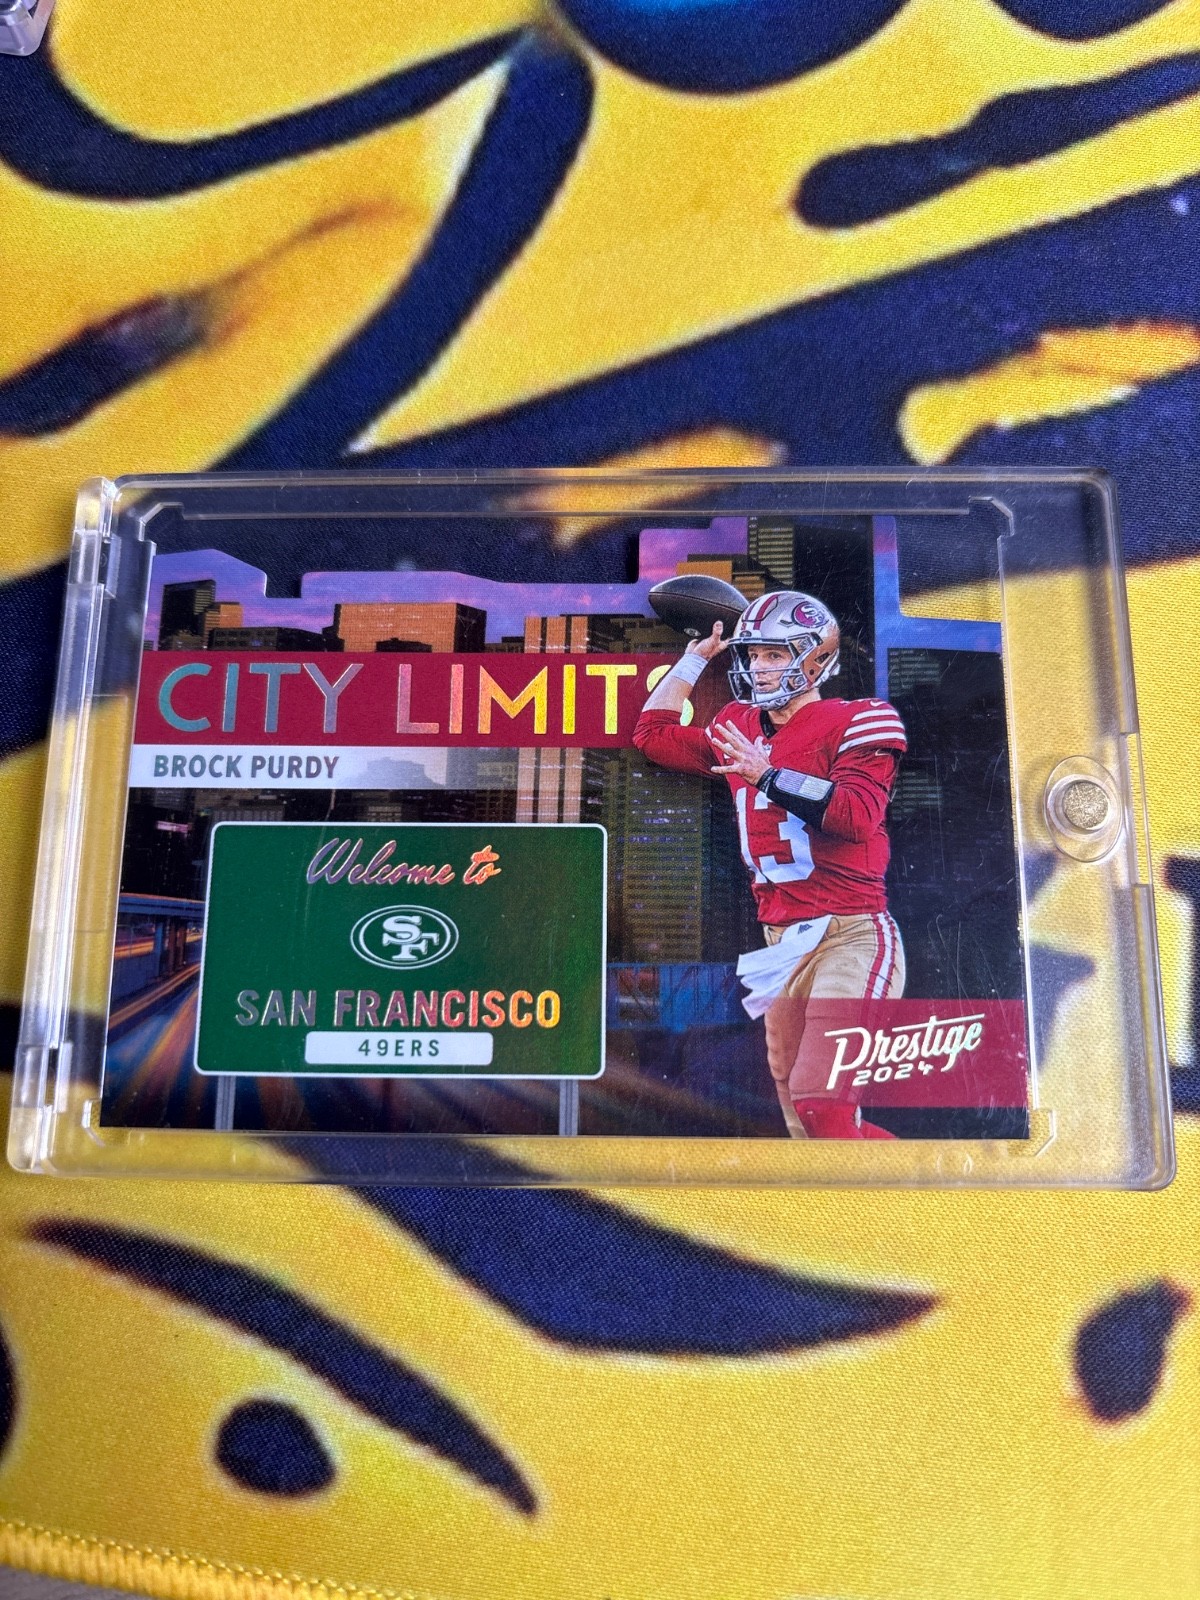 CITY LIMITS
BROCK PURDY
13
Welcome to
SF
SAN FRANCISCO
49ERS
Prestige
2024